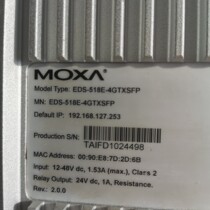 MOXA®
Model Type: EDS-518E-4GTXSFP
MN: EDS-518E-4GTXSFP
Default IP: 192.168.127.253
Production S/N:
TAIFD1024498
MAC Address: 00:90:E8:7D:2D:6B
Input: 12-48V dc, 1.53A (max.), Clars 2
Relay Output: 24V dc, 1A, Resistance.
Rev.: 2.0.0